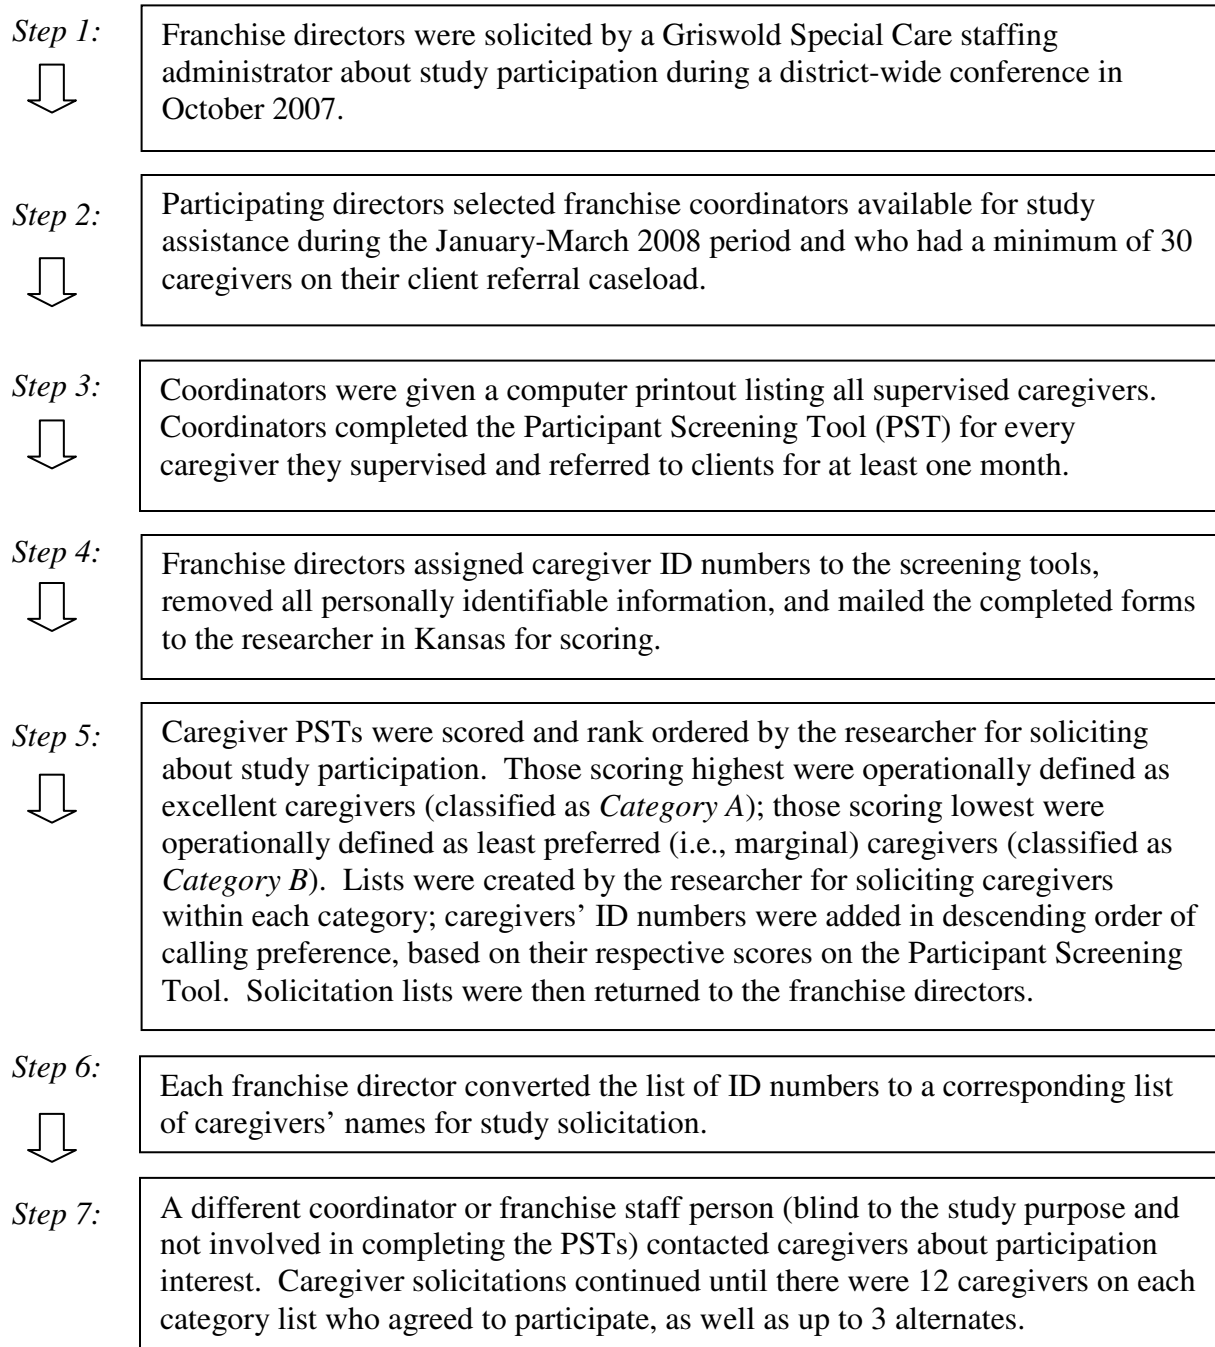 Step 1:
Franchise directors were solicited by a Griswold Special Care staffing
administrator about study participation during a district-wide conference in
October 2007.
Step 2:
Participating directors selected franchise coordinators available for study
assistance during the January-March 2008 period and who had a minimum of 30
caregivers on their client referral caseload.
Step 3:
Coordinators were given a computer printout listing all supervised caregivers.
Coordinators completed the Participant Screening Tool (PST) for every
caregiver they supervised and referred to clients for at least one month.
Step 4:
Franchise directors assigned caregiver ID numbers to the screening tools,
removed all personally identifiable information, and mailed the completed forms
to the researcher in Kansas for scoring.
Step 5:
Caregiver PSTs were scored and rank ordered by the researcher for soliciting
about study participation.  Those scoring highest were operationally defined as
excellent caregivers (classified as Category A); those scoring lowest were
operationally defined as least preferred (i.e., marginal) caregivers (classified as
Category B).  Lists were created by the researcher for soliciting caregivers
within each category; caregivers’ ID numbers were added in descending order of
calling preference, based on their respective scores on the Participant Screening
Tool.  Solicitation lists were then returned to the franchise directors.
Step 6:
Each franchise director converted the list of ID numbers to a corresponding list
of caregivers’ names for study solicitation.
Step 7:
A different coordinator or franchise staff person (blind to the study purpose and
not involved in completing the PSTs) contacted caregivers about participation
interest.  Caregiver solicitations continued until there were 12 caregivers on each
category list who agreed to participate, as well as up to 3 alternates.